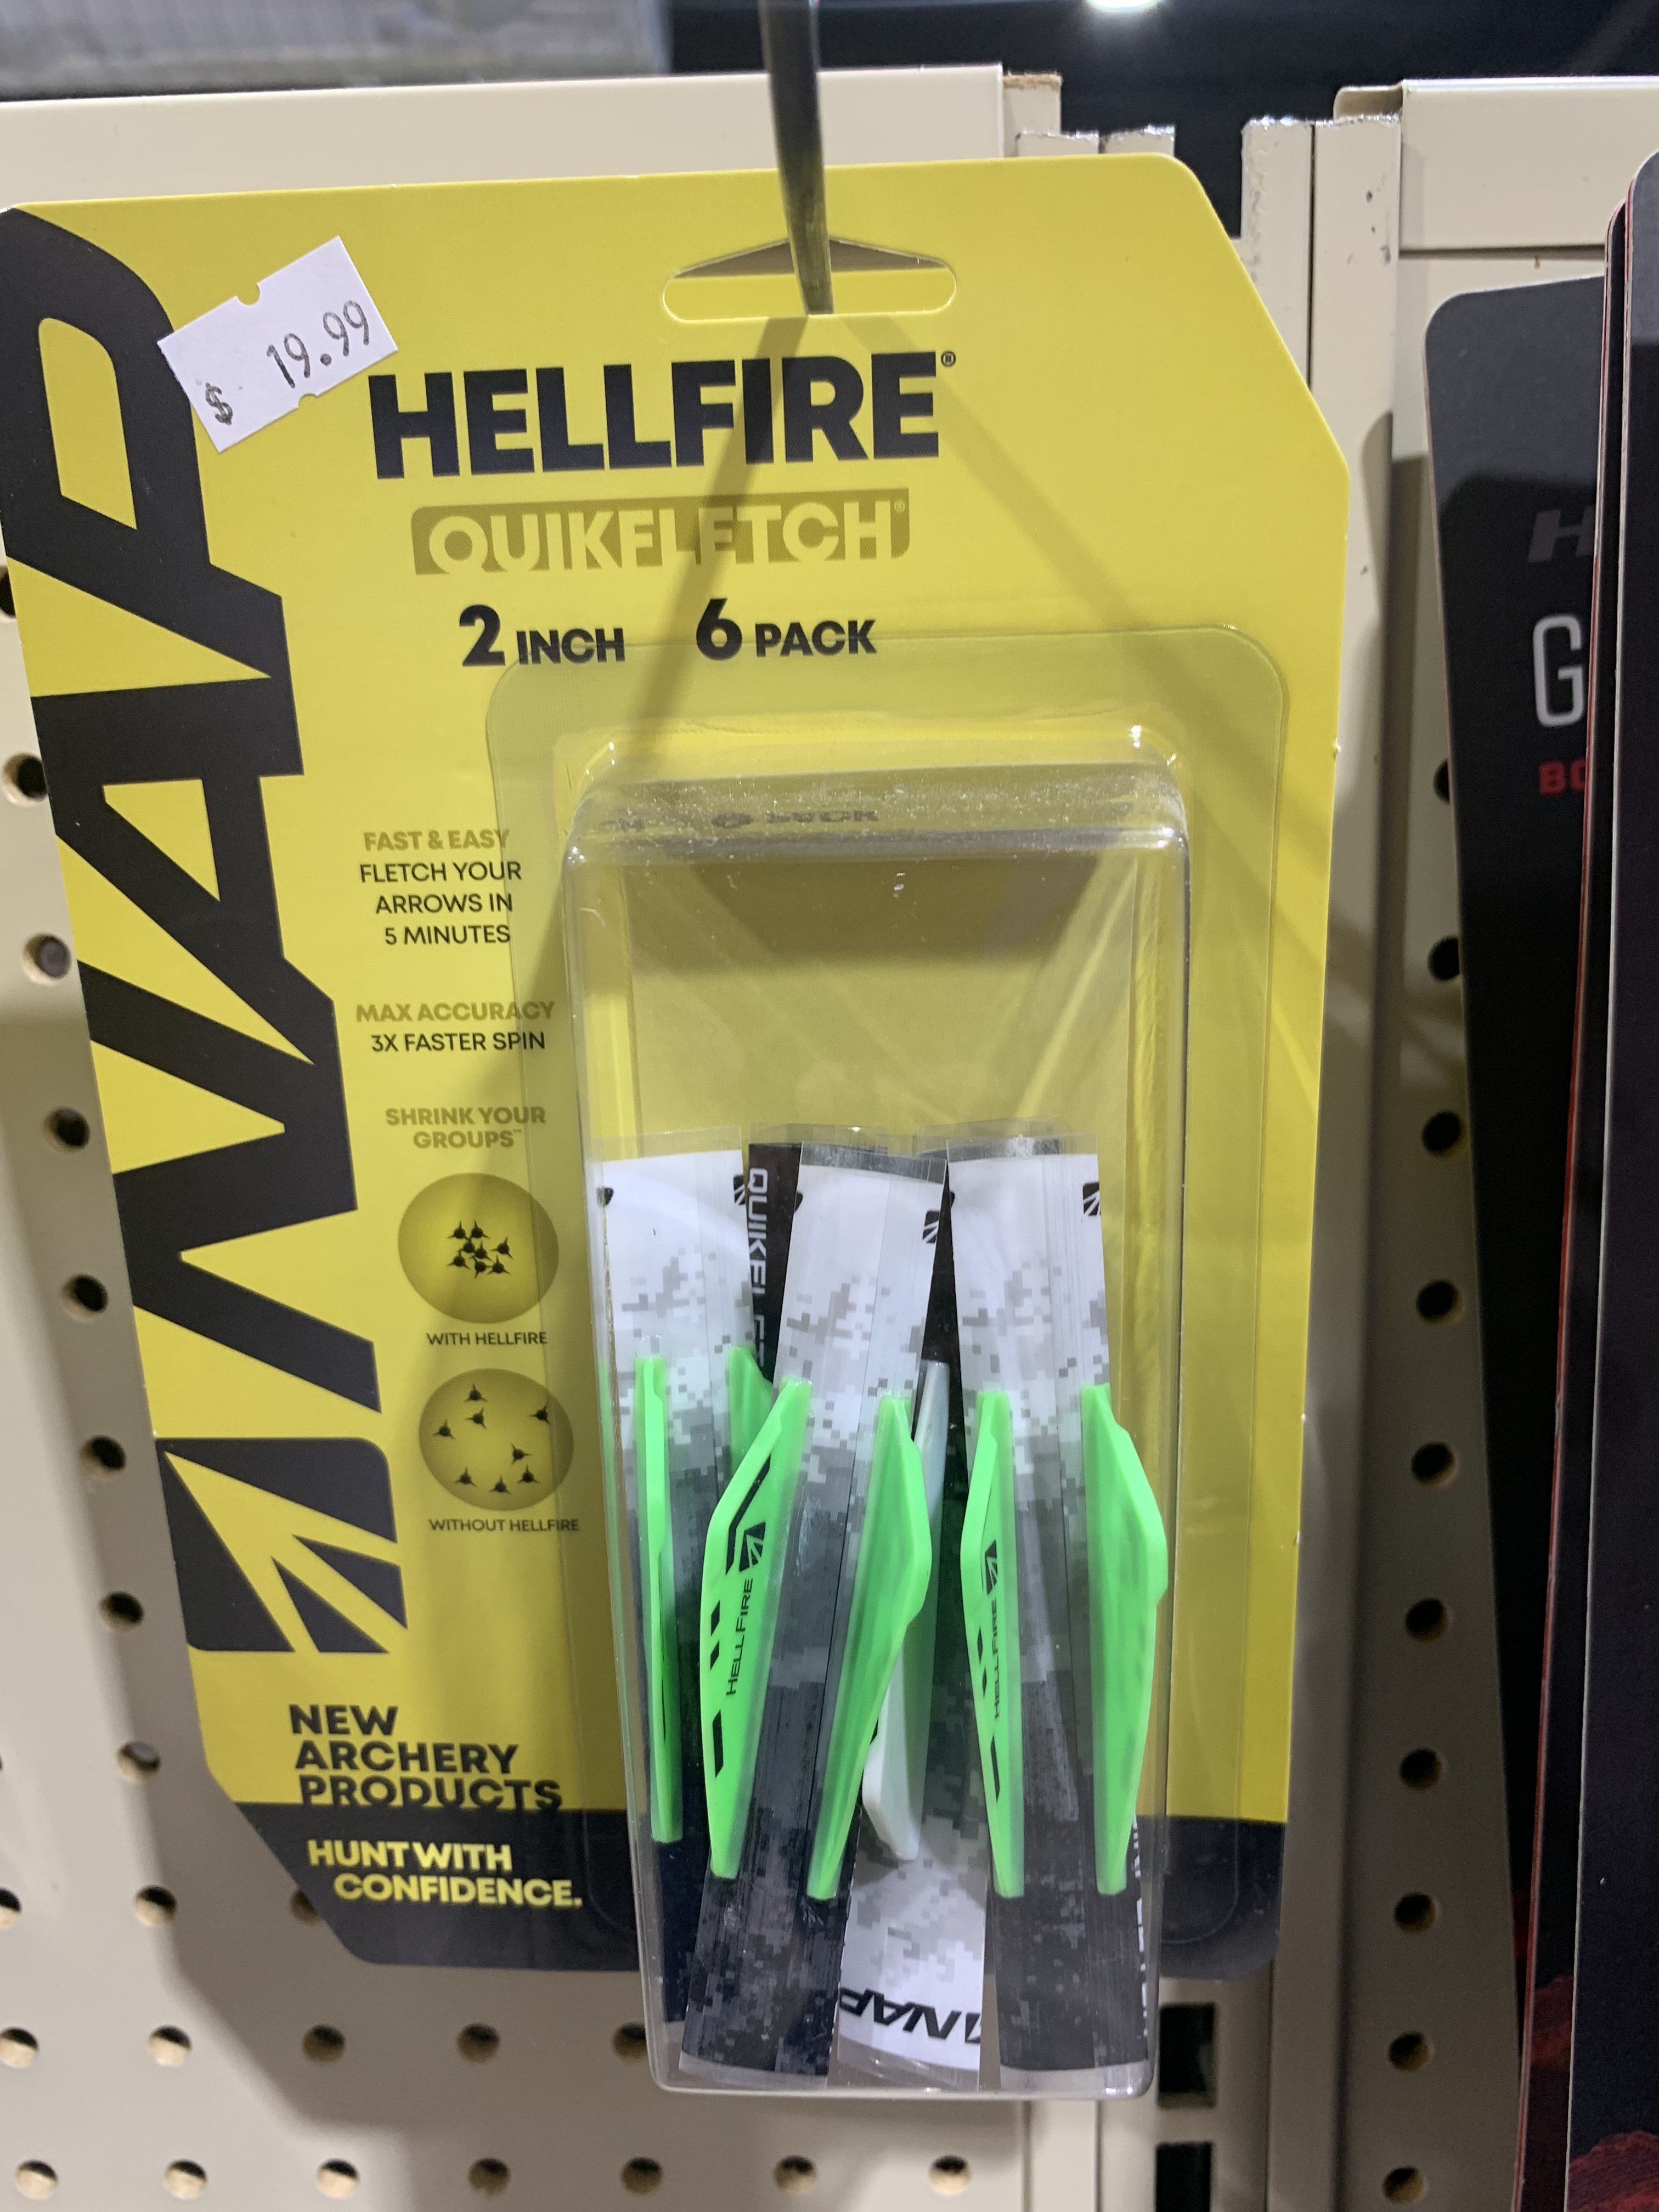 $ 19.99
NAP
HELLFIRE®
QUIKFLETCH®
2 INCH 6 PACK
FAST & EASY
FLETCH YOUR
ARROWS IN
5 MINUTES
MAX ACCURACY
3X FASTER SPIN
SHRINK YOUR
GROUPS™
WITH HELLFIRE
WITHOUT HELLFIRE
NEW
ARCHERY
PRODUCTS
HUNT WITH
CONFIDENCE.
HELLFIRE
HELLFIRE
NAP
G